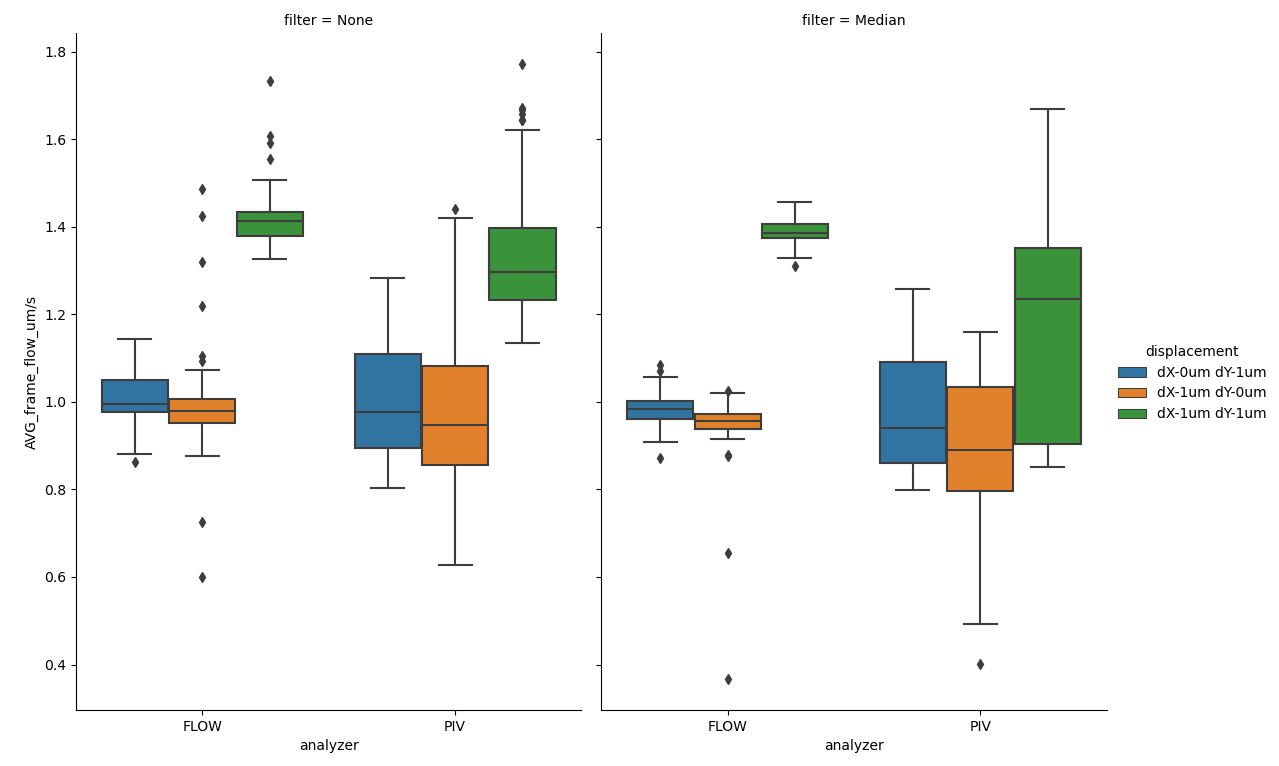 filter = None
filter = Median
1.8
1.6
1.4
1.2
1.0
0.8
0.6
0.4
AVG_frame_flow_um/s
FLOW
PIV
analyzer
FLOW
PIV
analyzer
displacement
dX-0um dY-1um
dX-1um dY-0um
dX-1um dY-1um